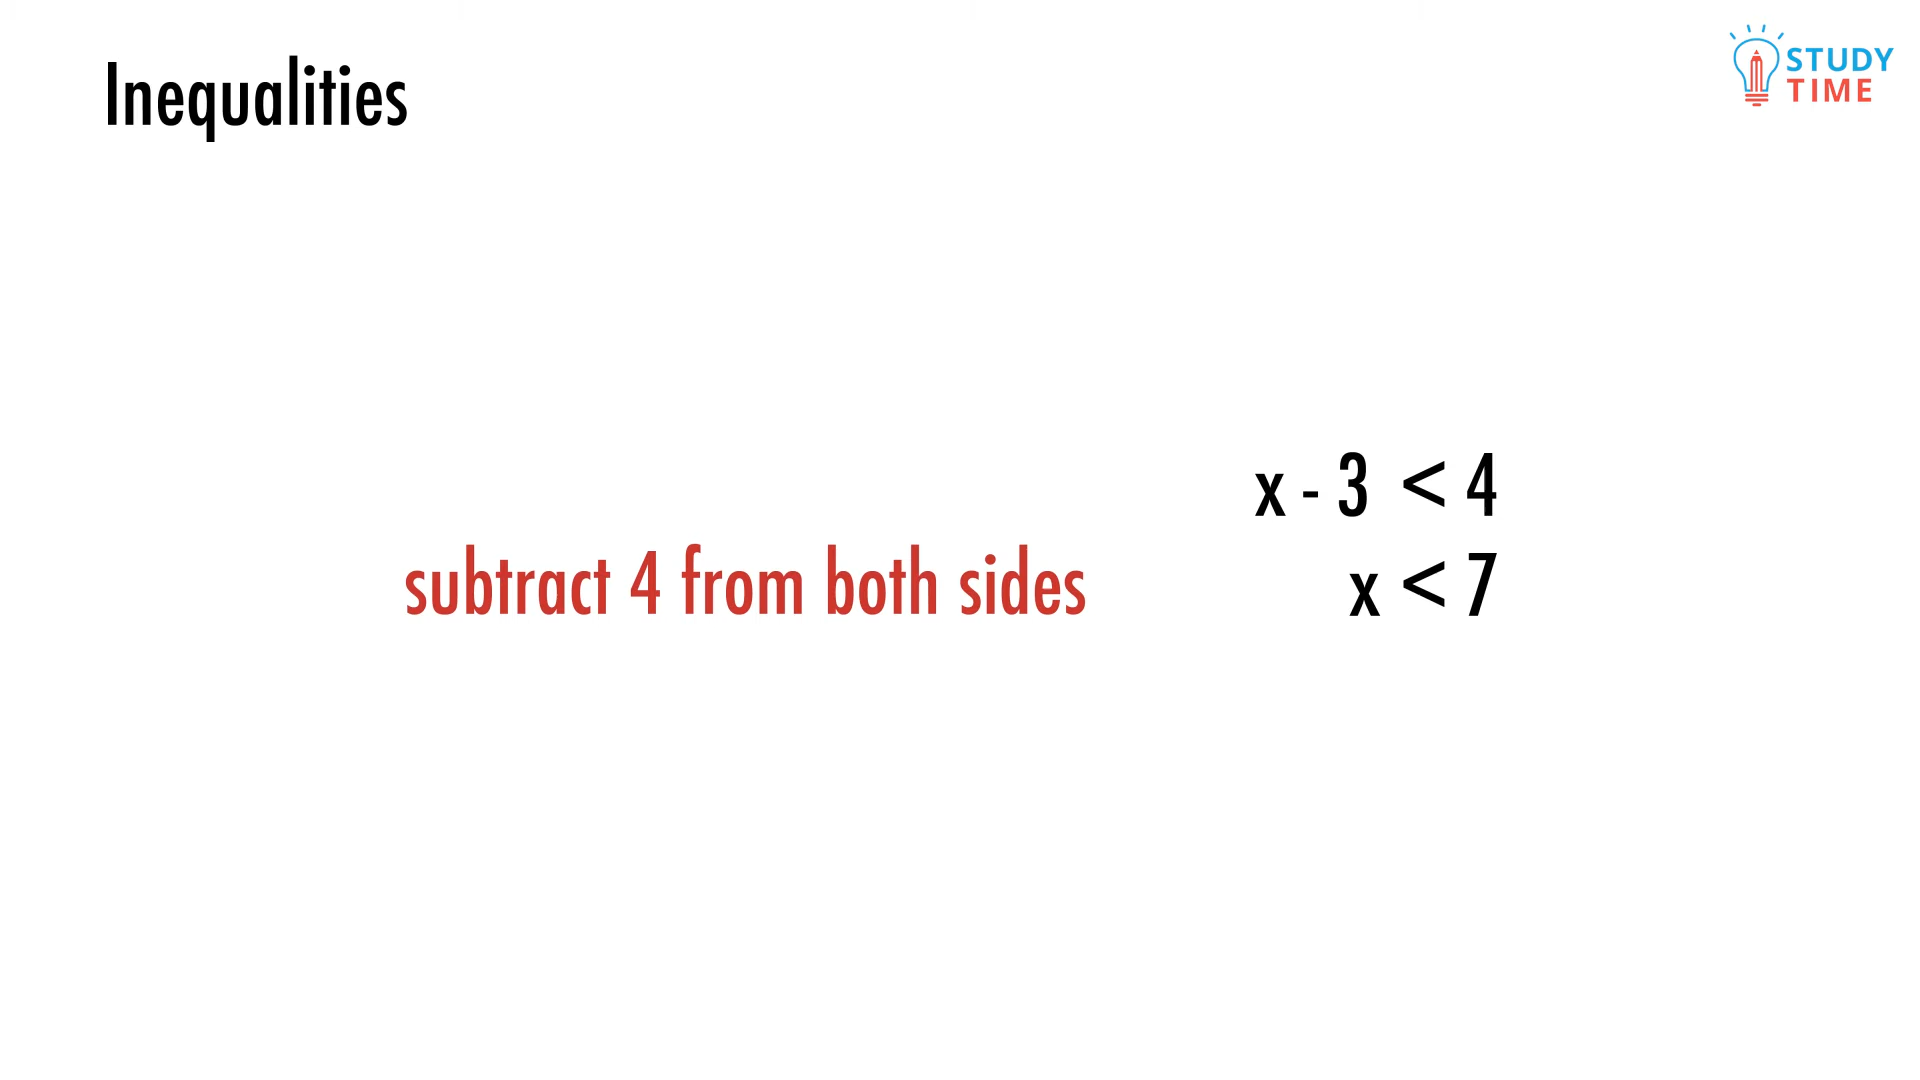 Inequalities
STUDY
TIME
x - 3 < 4
subtract 4 from both sides
x < 7